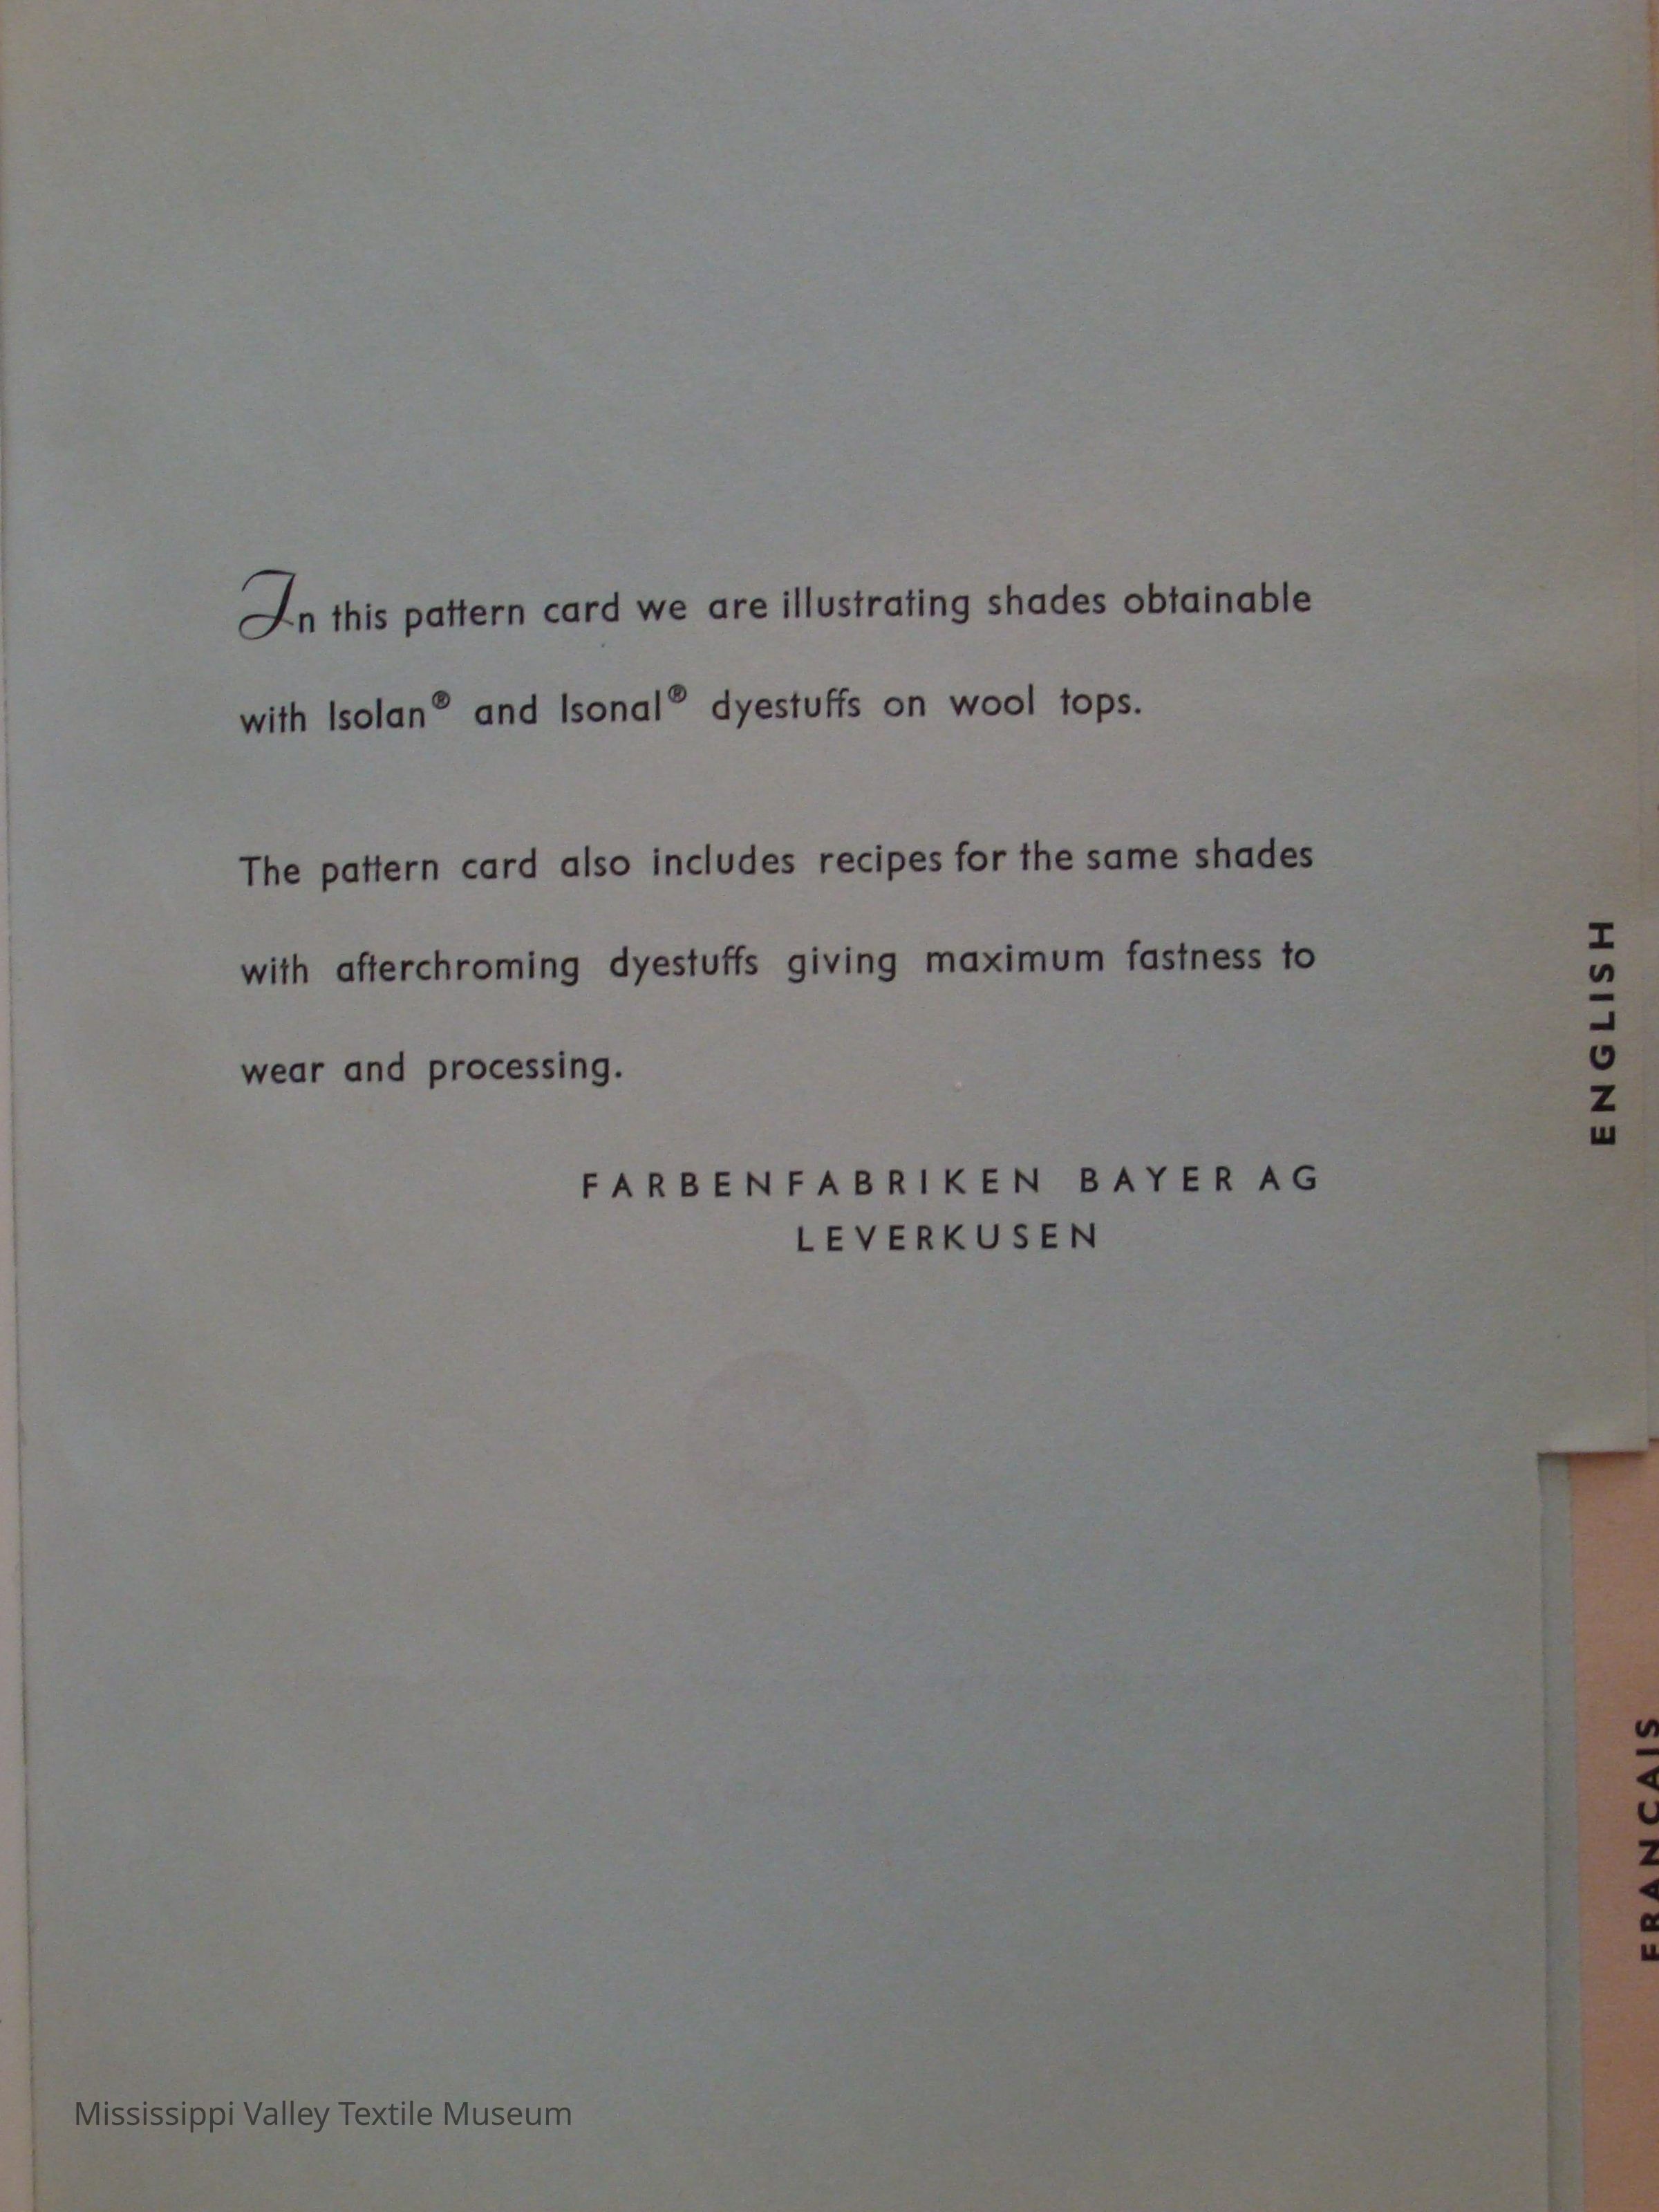 In this pattern card we are illustrating shades obtainable
with Isolan® and Isonal® dyestuffs on wool tops.
The pattern card also includes recipes for the same shades
with afterchroming dyestuffs giving maximum fastness to
wear and processing.
FARBENFABRIKEN BAYER AG
LEVERKUSEN
ENGLISH
FRANCAIS
Mississippi Valley Textile Museum